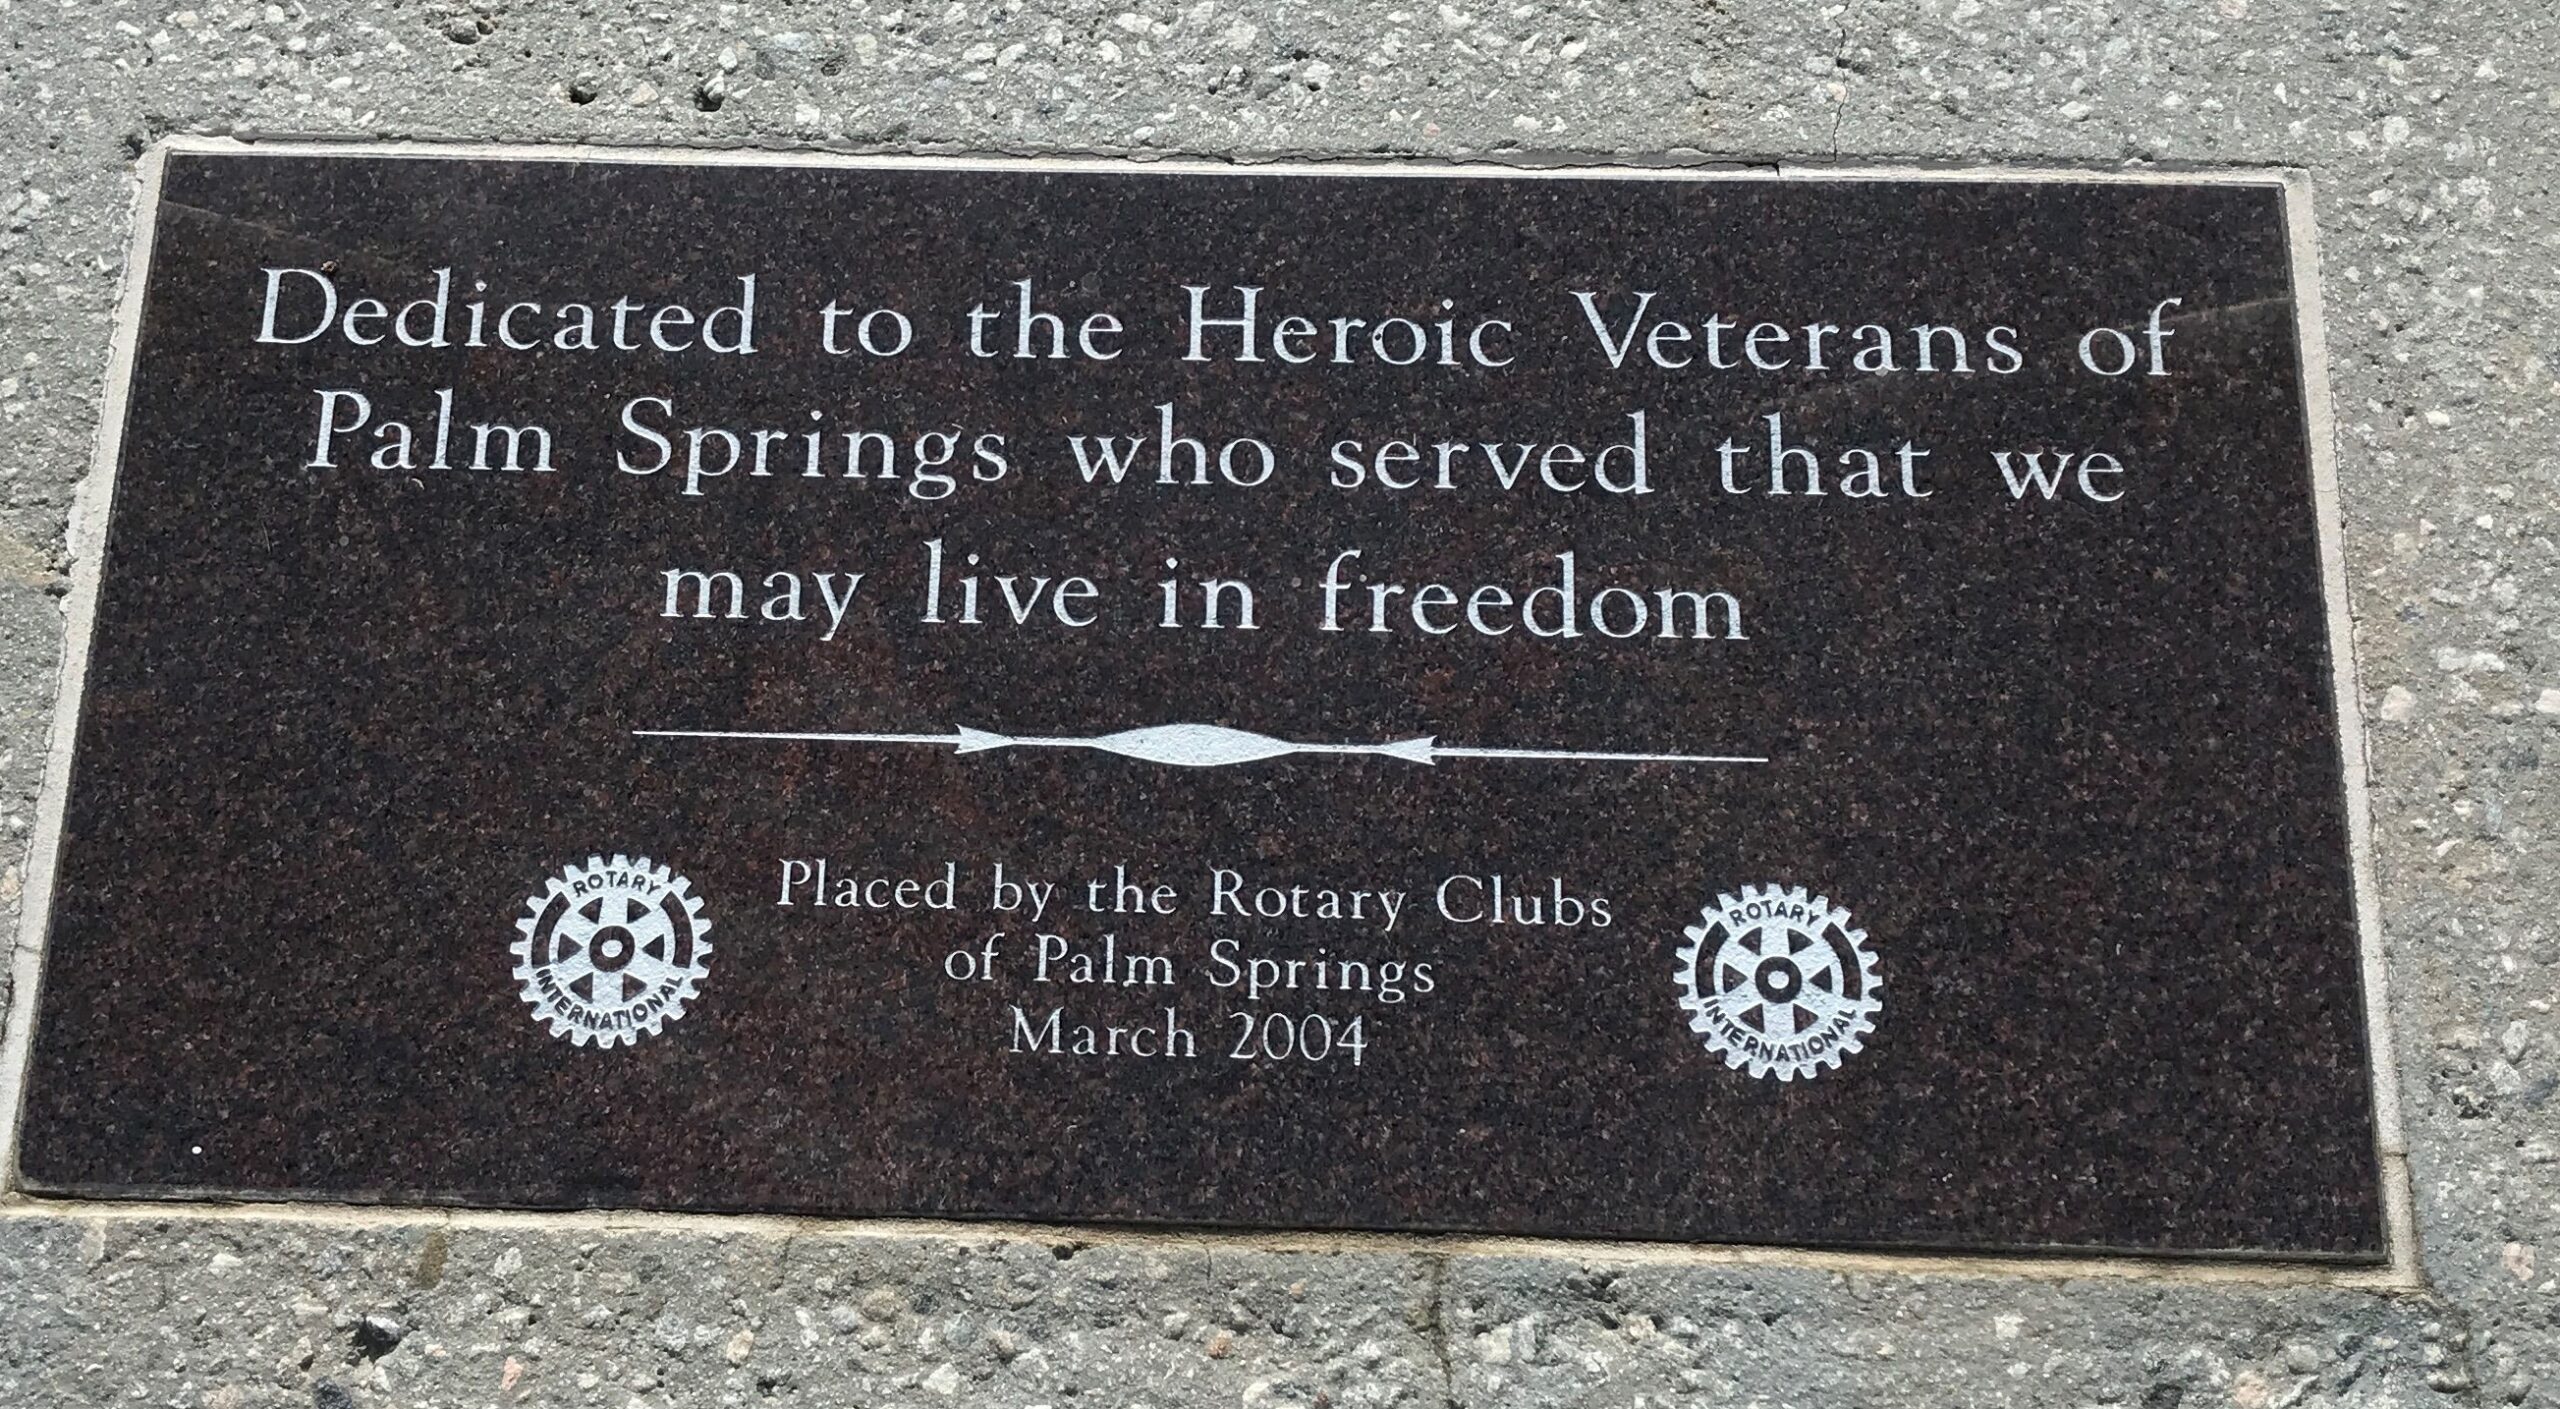 Dedicated to the Heroic Veterans of
Palm Springs who served that we
may live in freedom
ROTARY
INTERNATIONAL
Placed by the Rotary Clubs
of Palm Springs
March 2004
ROTARY
INTERNATIONAL